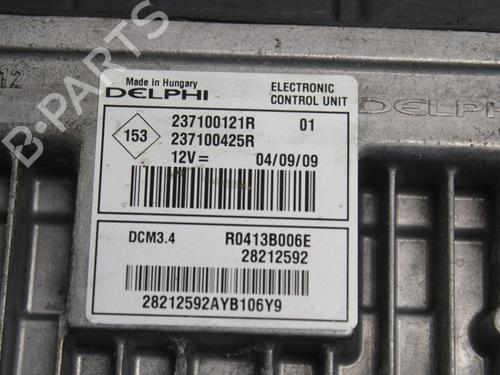 Made in Hungary
DELPHI
ELECTRONIC
CONTROL UNIT
153
237100121R 01
237100425R
12V= 04/09/09
DCM3.4 R0413B006E
28212592
28212592AYB106Y9
DELPHI
12
B-Parts